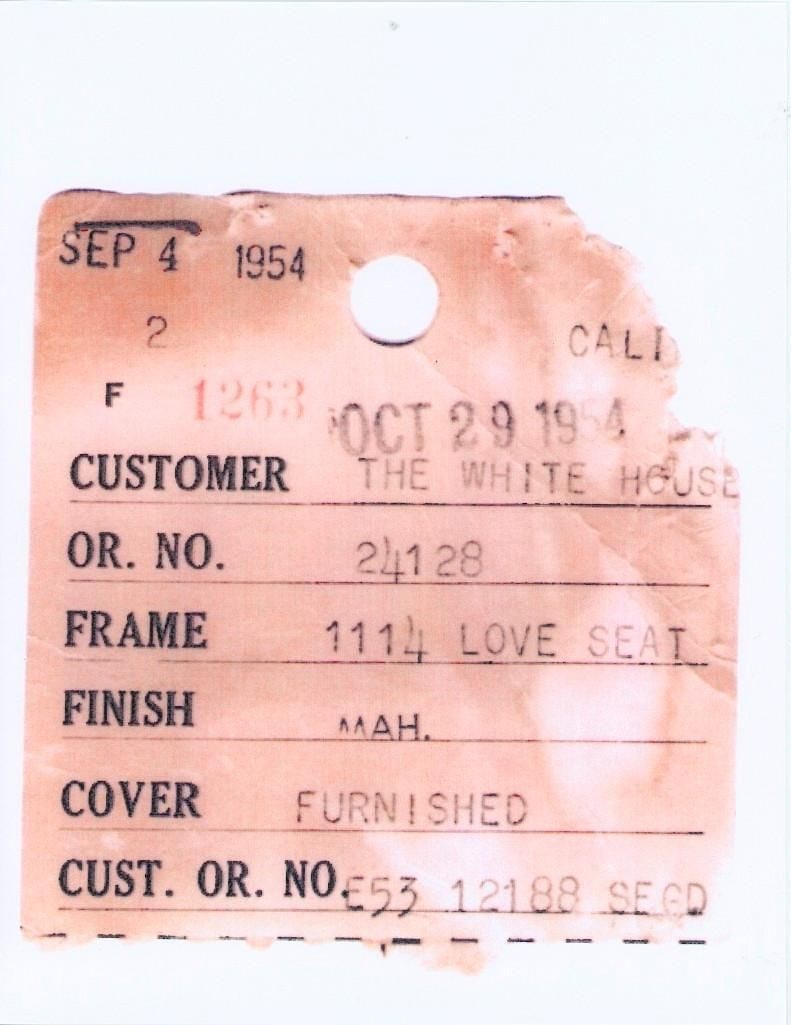 SEP 4 1954
2
CALI
F 1263
OCT 29 1954
CUSTOMER THE WHITE HOUSE
OR. NO. 24128
FRAME 1114 LOVE SEAT
FINISH MAH.
COVER FURNISHED
CUST. OR. NO. E53 12188 SEGD